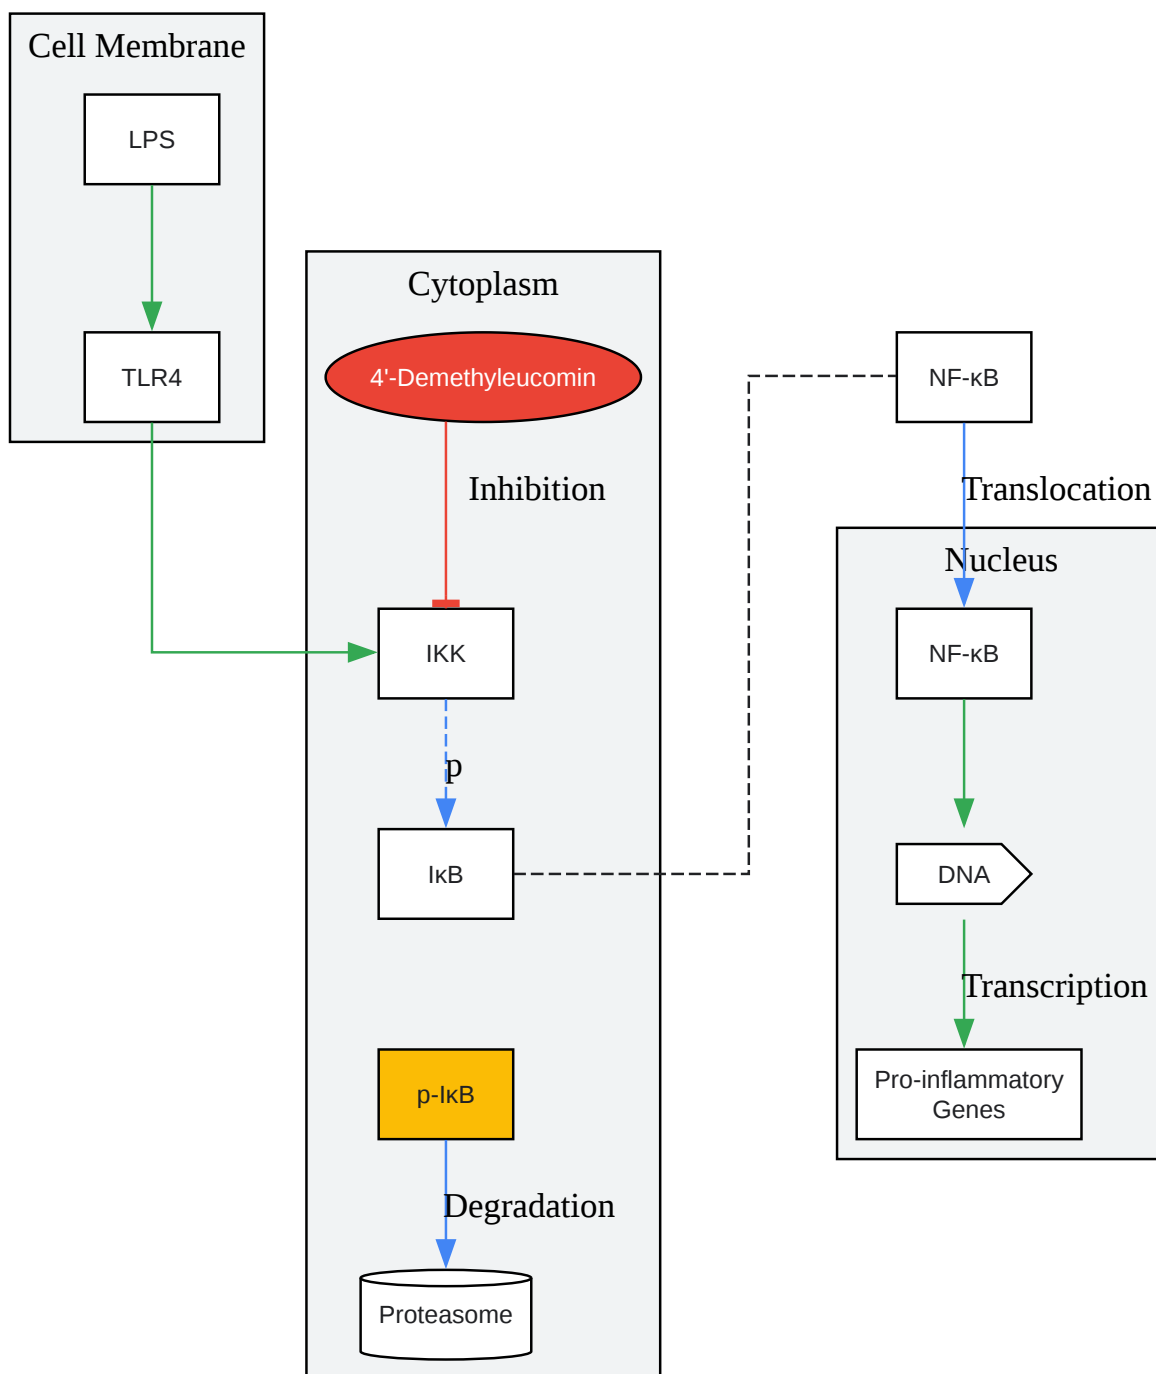 Cell Membrane
LPS
TLR4
Cytoplasm
4'-Demethyleucomin
Inhibition
IKK
p
IκB
p-IκB
Degradation
Proteasome
NF-κB
Translocation
Nucleus
NF-κB
DNA
Transcription
Pro-inflammatory
Genes